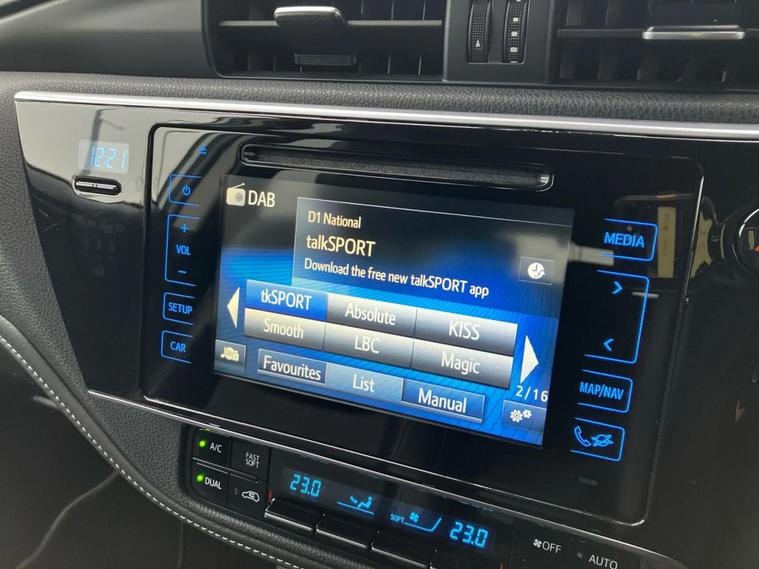 12:21
DAB
D1 National
talkSPORT
Download the free new talkSPORT app
tkSPORT Absolute KISS
Smooth LBC Magic
2/16
Favourites List Manual
+
VOL
-
SETUP
CAR
MEDIA
>
<
MAP/NAV
A/C FAST SOFT
DUAL
23.0 SOFT 23.0
OFF AUTO